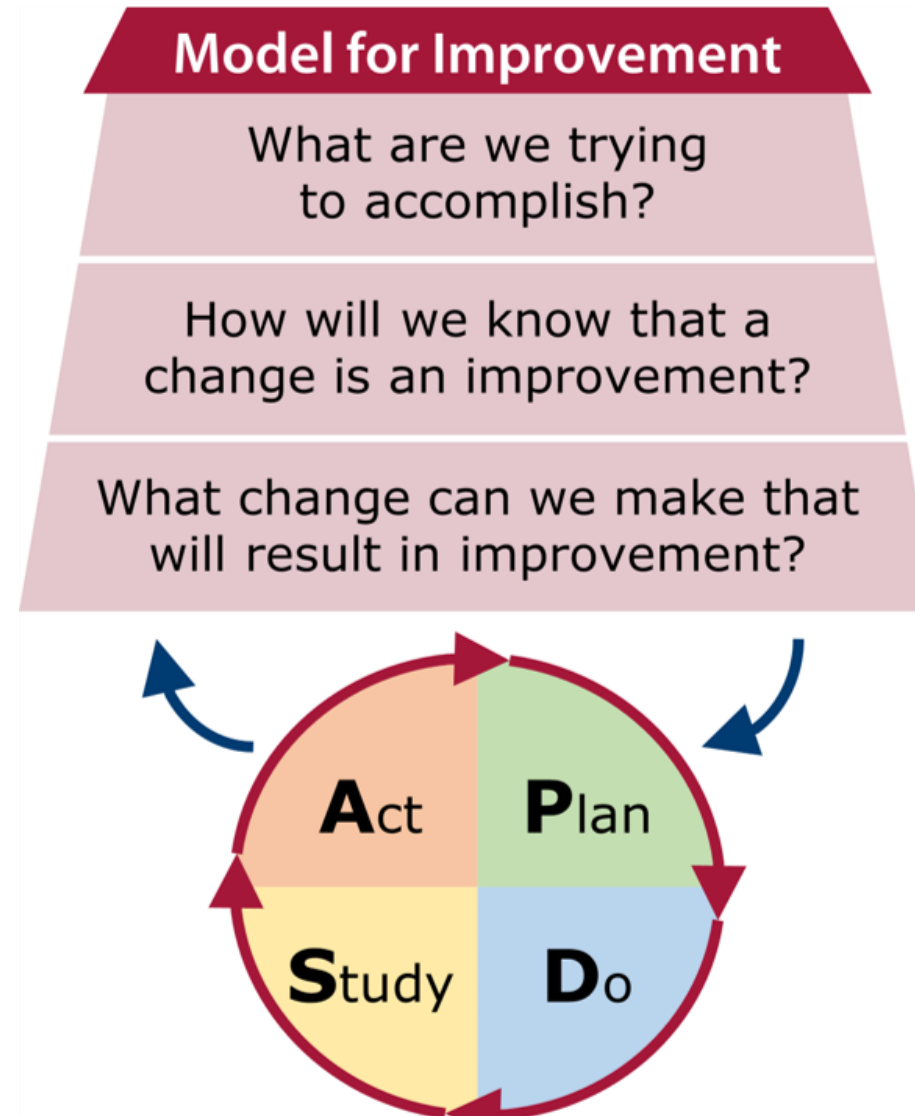 Model for Improvement
What are we trying
to accomplish?
How will we know that a
change is an improvement?
What change can we make that
will result in improvement?
Act
Plan
Study
Do